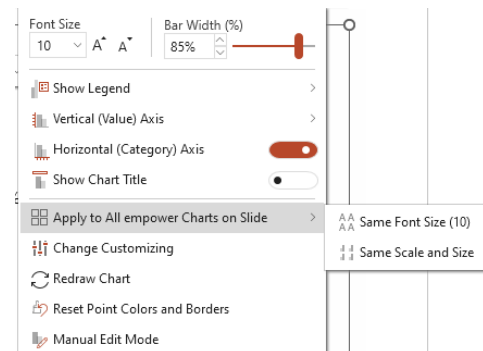 Font Size
Bar Width (%)
10
A
A
85%
Show Legend
Vertical (Value) Axis
Horizontal (Category) Axis
Show Chart Title
Apply to All empower Charts on Slide
AA
AA
Same Font Size (10)
Change Customizing
Same Scale and Size
Redraw Chart
Reset Point Colors and Borders
Manual Edit Mode